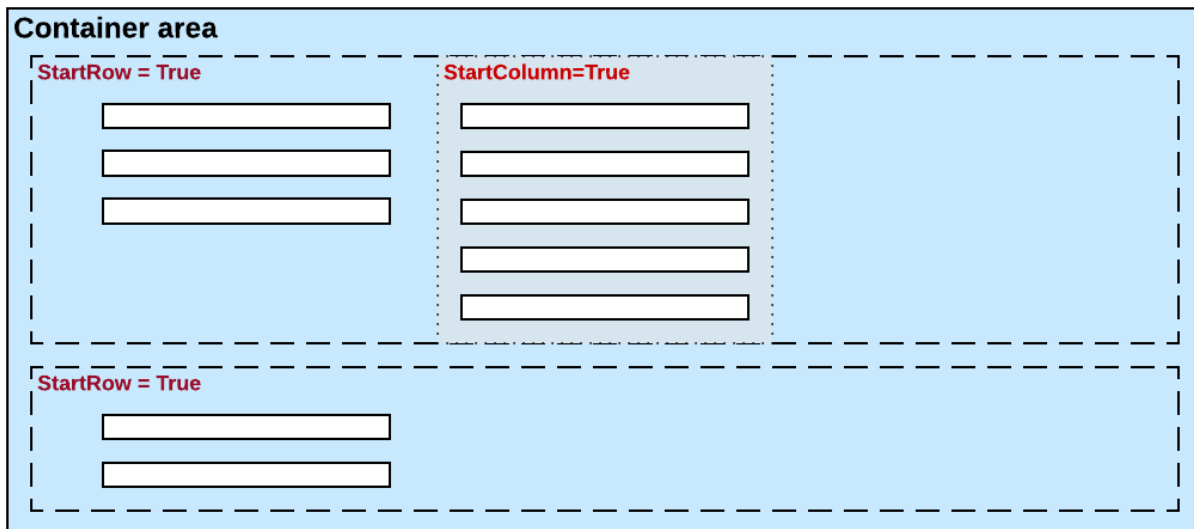 Container area
StartRow = True
StartColumn=True
StartRow = True